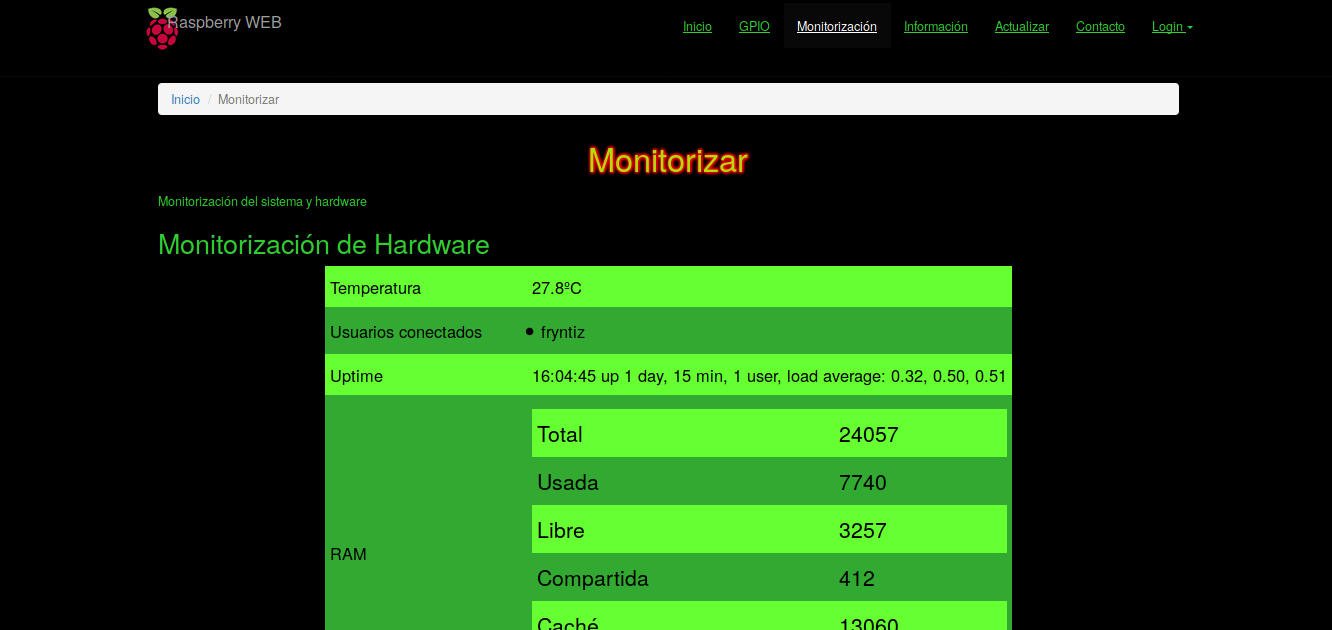 Raspberry WEB
Inicio GPIO Monitorización Información Actualizar Contacto Login
Inicio / Monitorizar
Monitorizar
Monitorización del sistema y hardware
Monitorización de Hardware
Temperatura 27.8ºC
Usuarios conectados • fryntiz
Uptime 16:04:45 up 1 day, 15 min, 1 user, load average: 0.32, 0.50, 0.51
RAM
Total 24057
Usada 7740
Libre 3257
Compartida 412
Caché 13060